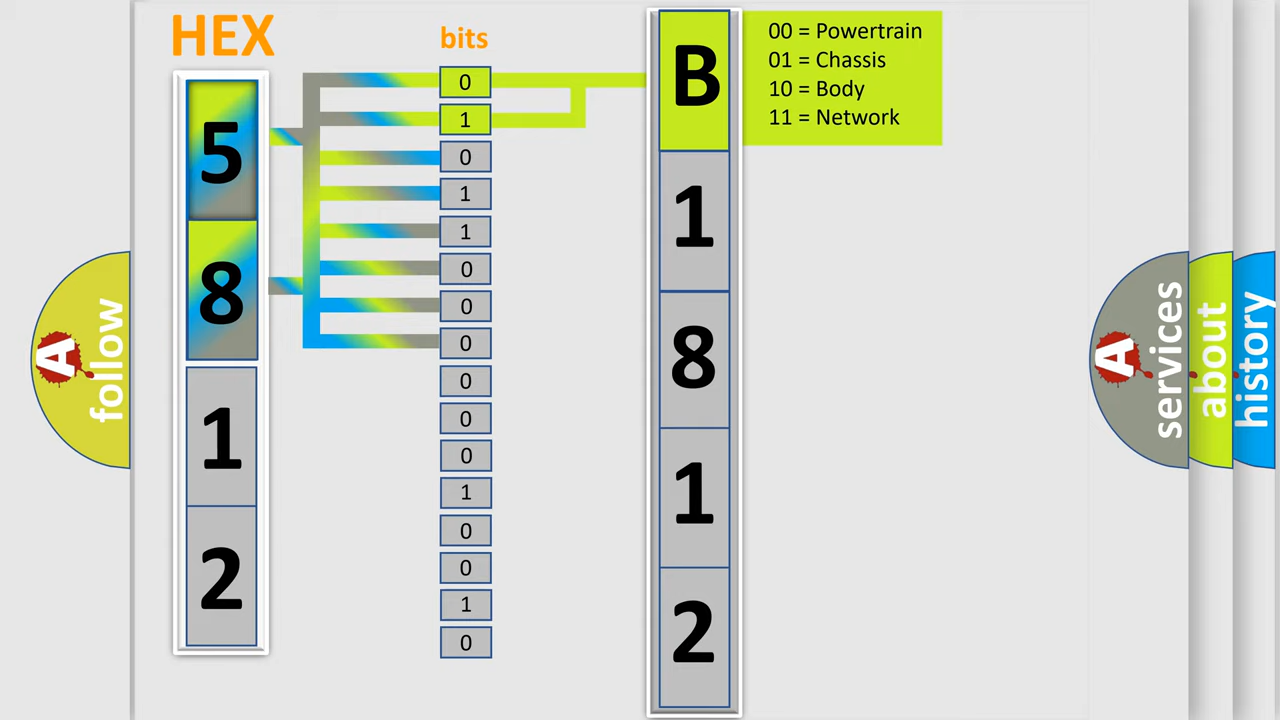 HEX
bits
5
8
1
2
0
1
0
1
1
0
0
0
0
0
0
1
0
0
1
0
B
1
8
1
2
00 = Powertrain
01 = Chassis
10 = Body
11 = Network
A
follow
A
services
about
history